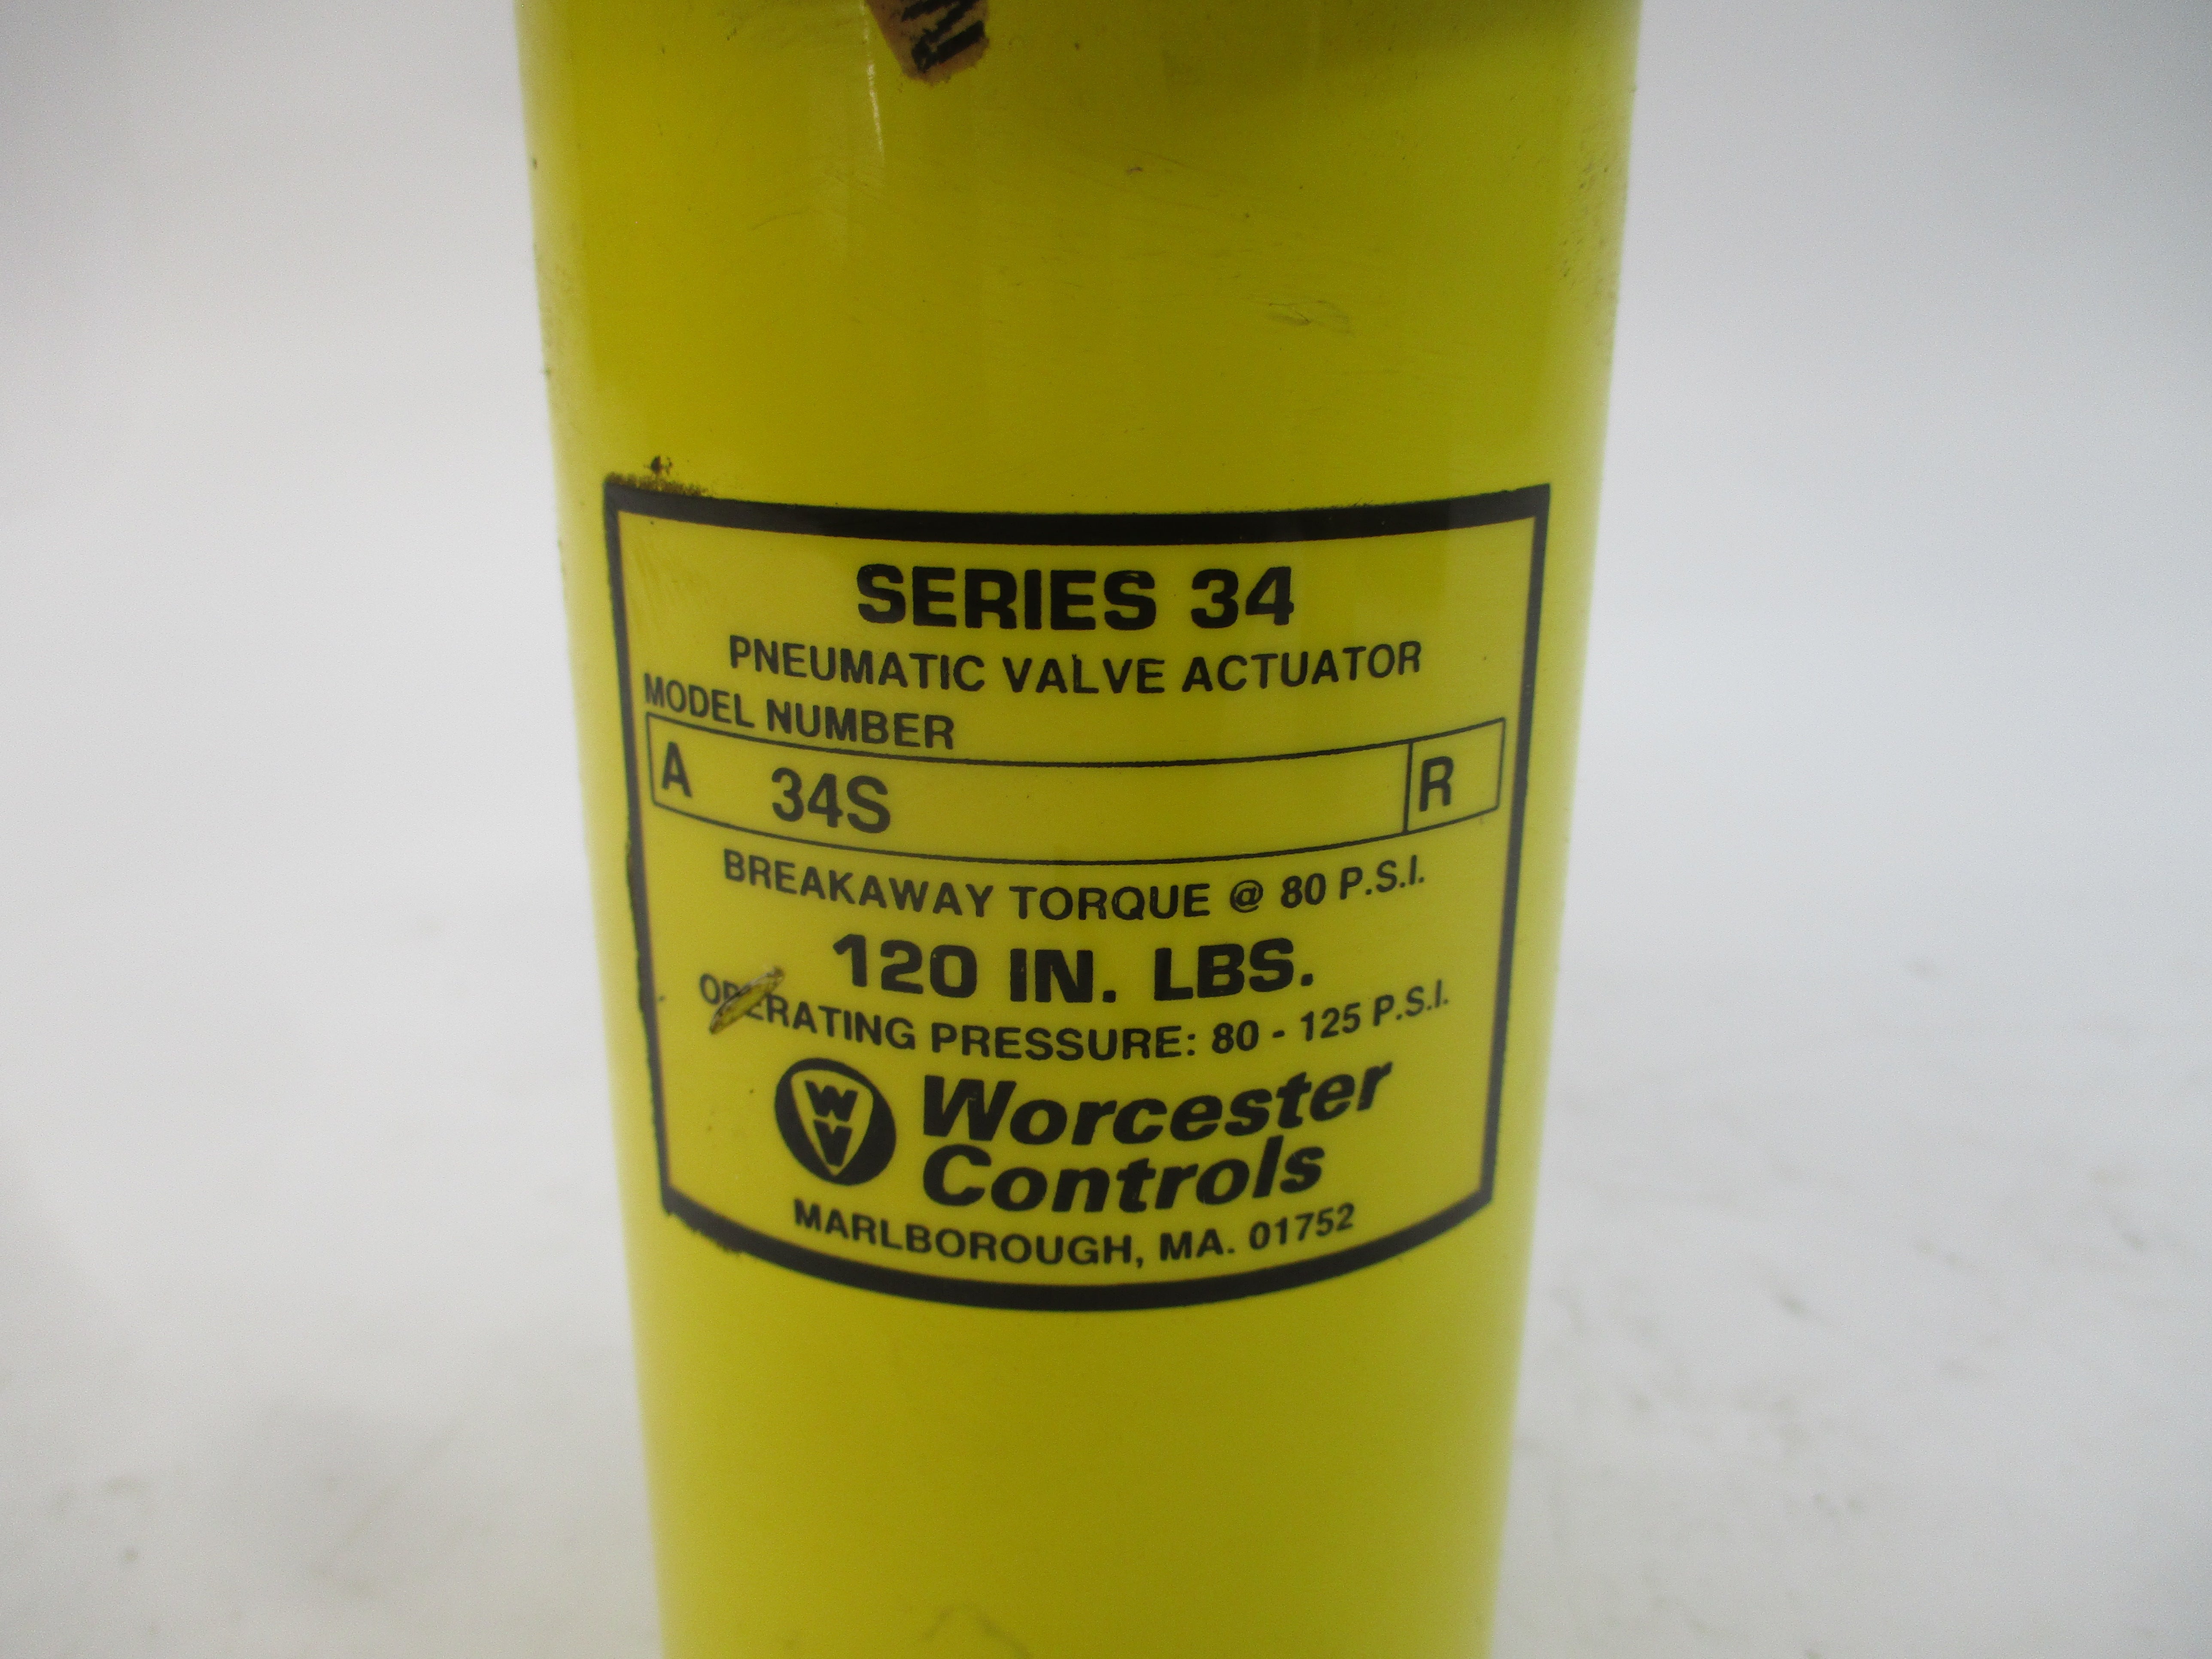 SERIES 34
PNEUMATIC VALVE ACTUATOR
MODEL NUMBER
A 34S R
BREAKAWAY TORQUE @ 80 P.S.I.
120 IN. LBS.
OPERATING PRESSURE: 80 - 125 P.S.I.
WV
Worcester
Controls
MARLBOROUGH, MA. 01752